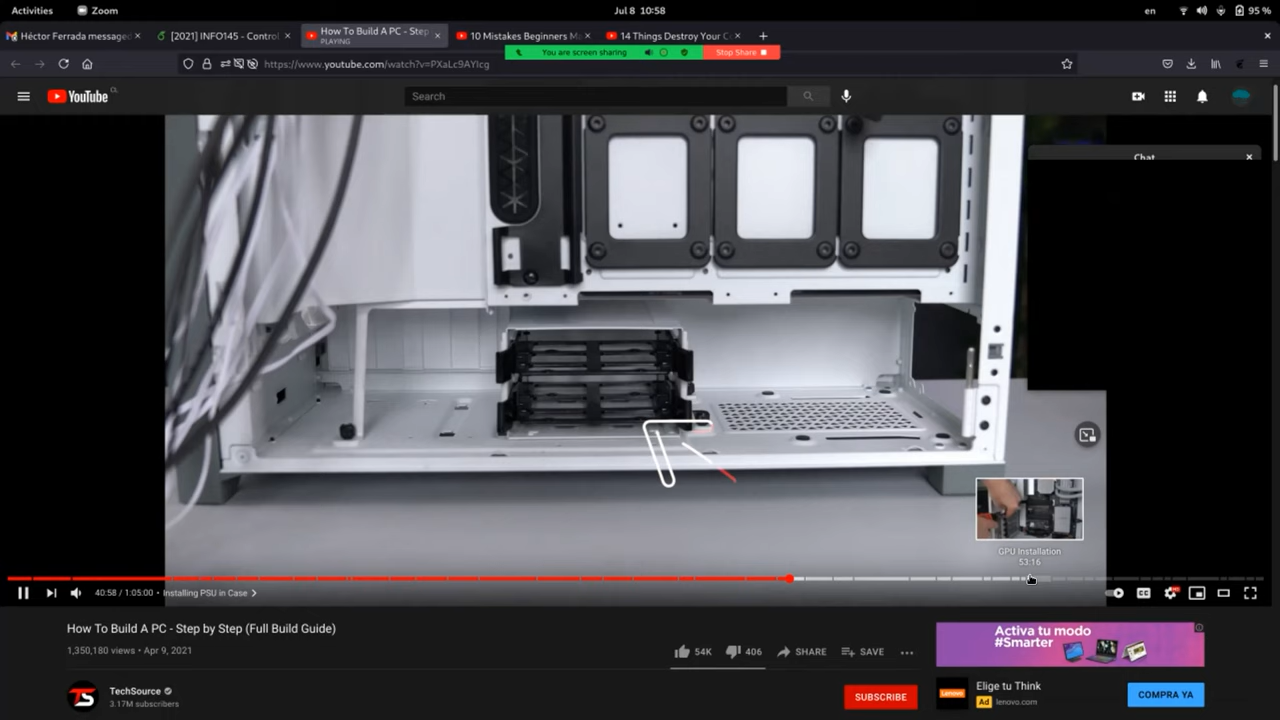 Activities
Zoom
Jul 8 10:58
en
95 %
Héctor Ferrada messaged
[2021] INFO145 - Control
How To Build A PC - Step
PLAYING
10 Mistakes Beginners M
14 Things Destroy Your C
You are screen sharing
Stop Share
https://www.youtube.com/watch?v=PXaLc9AYIcg
YouTube
CL
Search
Chat
GPU Installation
53:16
40:58 / 1:05:00 • Installing PSU in Case
How To Build A PC - Step by Step (Full Build Guide)
1,350,180 views • Apr 9, 2021
54K
406
SHARE
SAVE
TS
TechSource
3.17M subscribers
SUBSCRIBE
Activa tu modo
#Smarter
Lenovo
Elige tu Think
Ad
lenovo.com
COMPRA YA